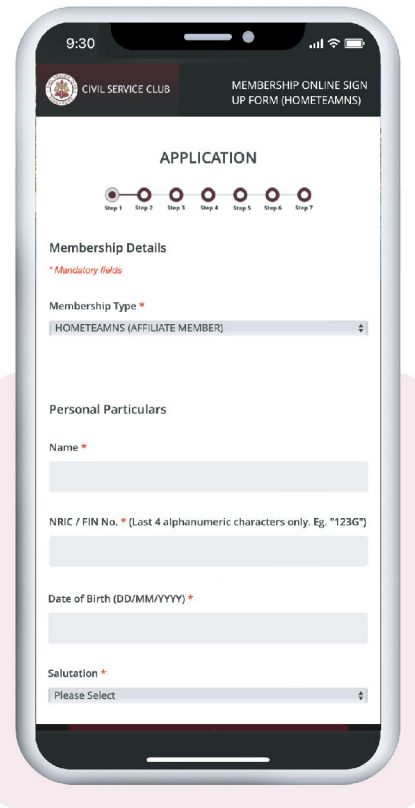 9:30
CIVIL SERVICE CLUB
MEMBERSHIP ONLINE SIGN
UP FORM (HOMETEAMNS)
APPLICATION
Step 1 Step 2 Step 3 Step 4 Step 5 Step 6 Step 7
Membership Details
* Mandatory fields
Membership Type *
HOMETEAMNS (AFFILIATE MEMBER)
Personal Particulars
Name *
NRIC / FIN No. * (Last 4 alphanumeric characters only. Eg. "123G")
Date of Birth (DD/MM/YYYY) *
Salutation *
Please Select